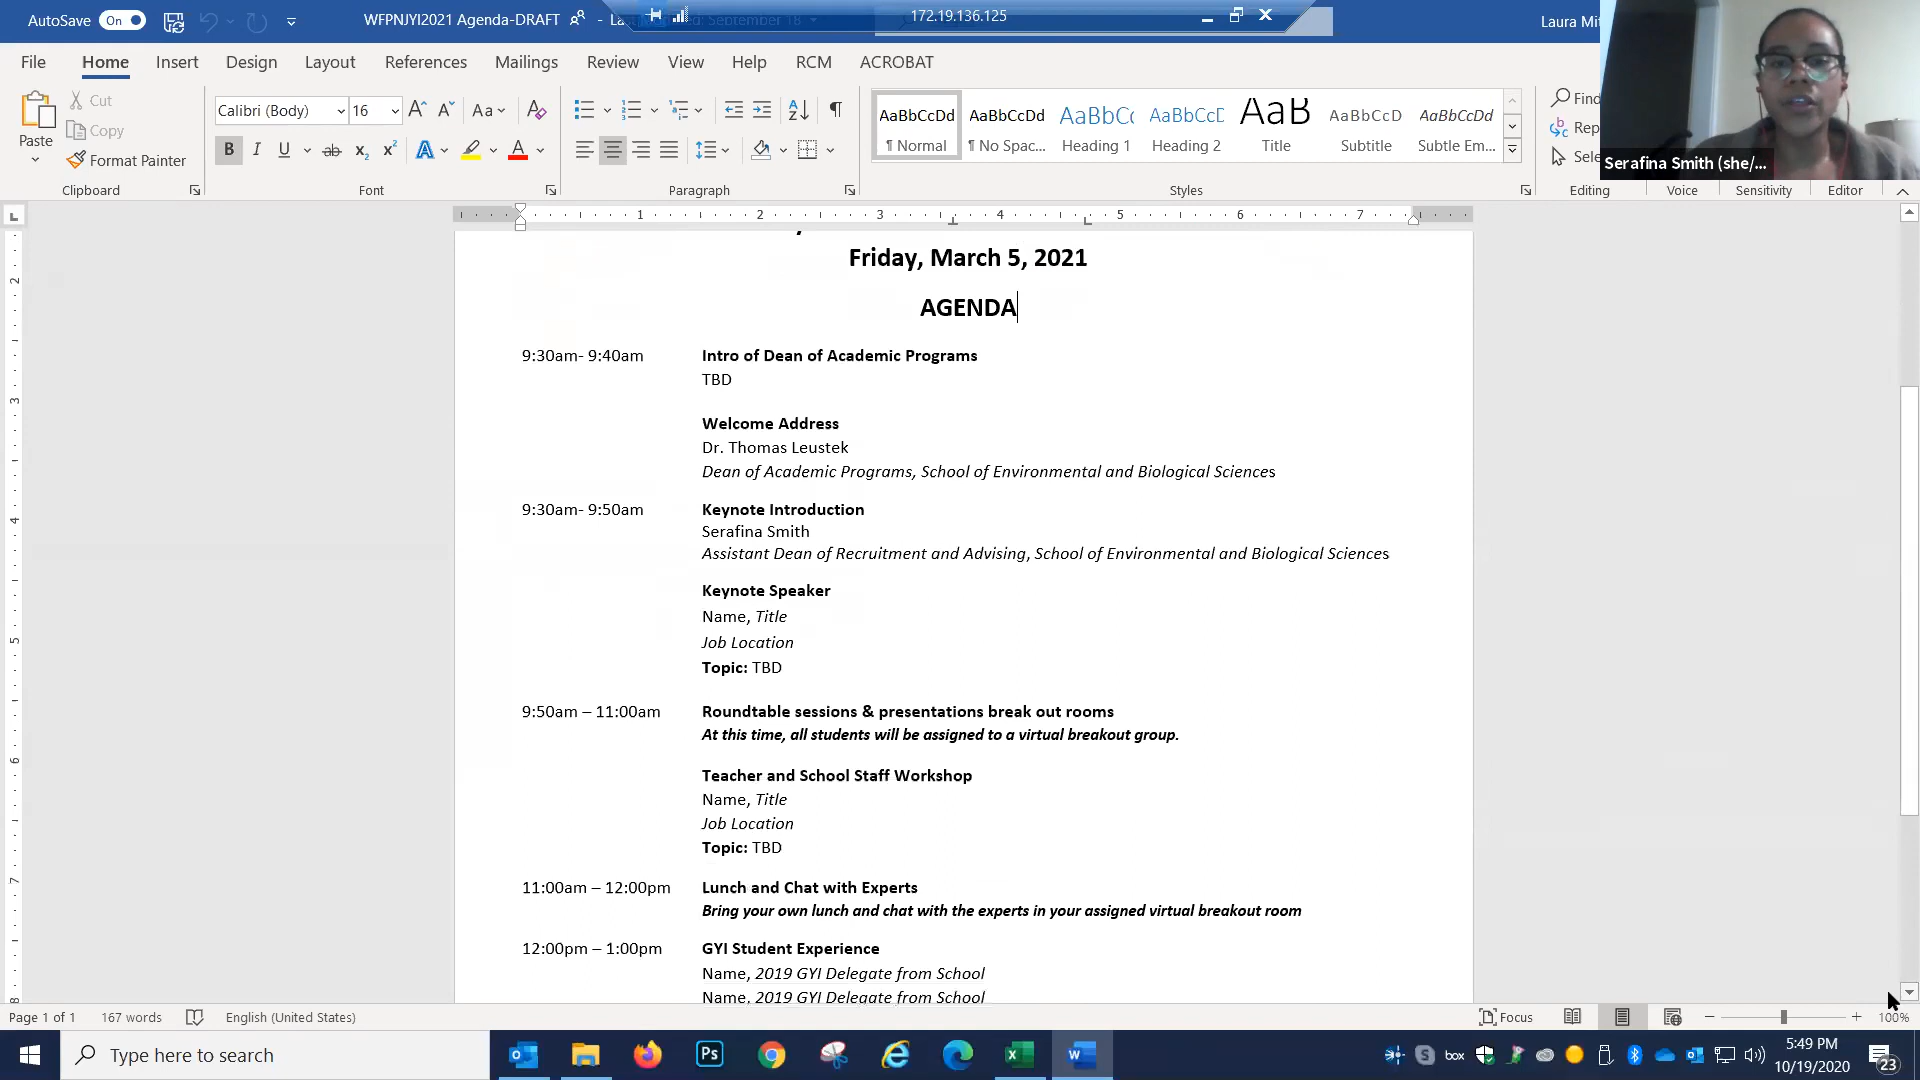 AutoSave On WFPNJYI2021 Agenda-DRAFT 172.19.136.125
File Home Insert Design Layout References Mailings Review View Help RCM ACROBAT
Paste Cut Calibri (Body) 16 Aa
Copy
Format Painter
AaBbCcDd AaBbCcDd AaBbCc AaBbCcD AaB AaBbCcD AaBbCcDd
¶ Normal ¶ No Spac... Heading 1 Heading 2 Title Subtitle Subtle Em...
Clipboard Font Paragraph Styles Editing Voice Sensitivity Editor
Serafina Smith (she/...
1 2 3 4 5 6 7
Friday, March 5, 2021
AGENDA
9:30am- 9:40am Intro of Dean of Academic Programs
TBD
Welcome Address
Dr. Thomas Leustek
Dean of Academic Programs, School of Environmental and Biological Sciences
9:30am- 9:50am Keynote Introduction
Serafina Smith
Assistant Dean of Recruitment and Advising, School of Environmental and Biological Sciences
Keynote Speaker
Name, Title
Job Location
Topic: TBD
9:50am – 11:00am Roundtable sessions & presentations break out rooms
At this time, all students will be assigned to a virtual breakout group.
Teacher and School Staff Workshop
Name, Title
Job Location
Topic: TBD
11:00am – 12:00pm Lunch and Chat with Experts
Bring your own lunch and chat with the experts in your assigned virtual breakout room
12:00pm – 1:00pm GYI Student Experience
Name, 2019 GYI Delegate from School
Name, 2019 GYI Delegate from School
Page 1 of 1 167 words English (United States) Focus 100%
Type here to search
box
5:49 PM
10/19/2020
23